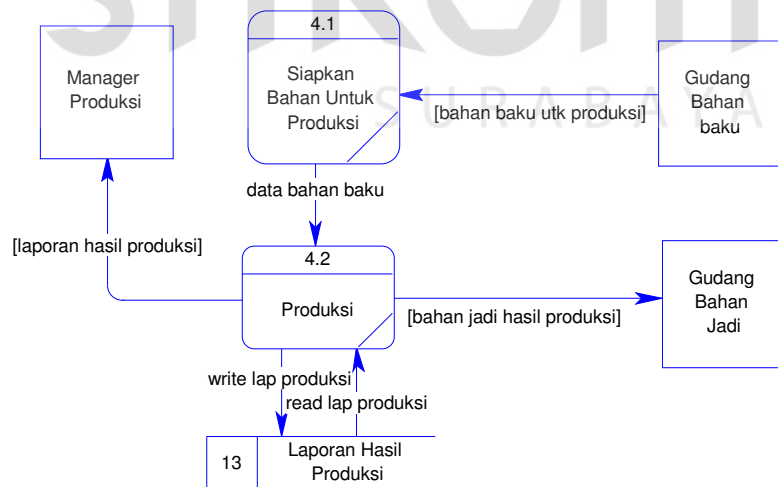 4.1
Manager
Produksi
Siapkan
Bahan Untuk
Produksi
Gudang
Bahan
baku
SURABAYA
[bahan baku utk produksi]
data bahan baku
[laporan hasil produksi]
4.2
Produksi
Gudang
Bahan
Jadi
[bahan jadi hasil produksi]
write lap produksi
read lap produksi
13
Laporan Hasil
Produksi